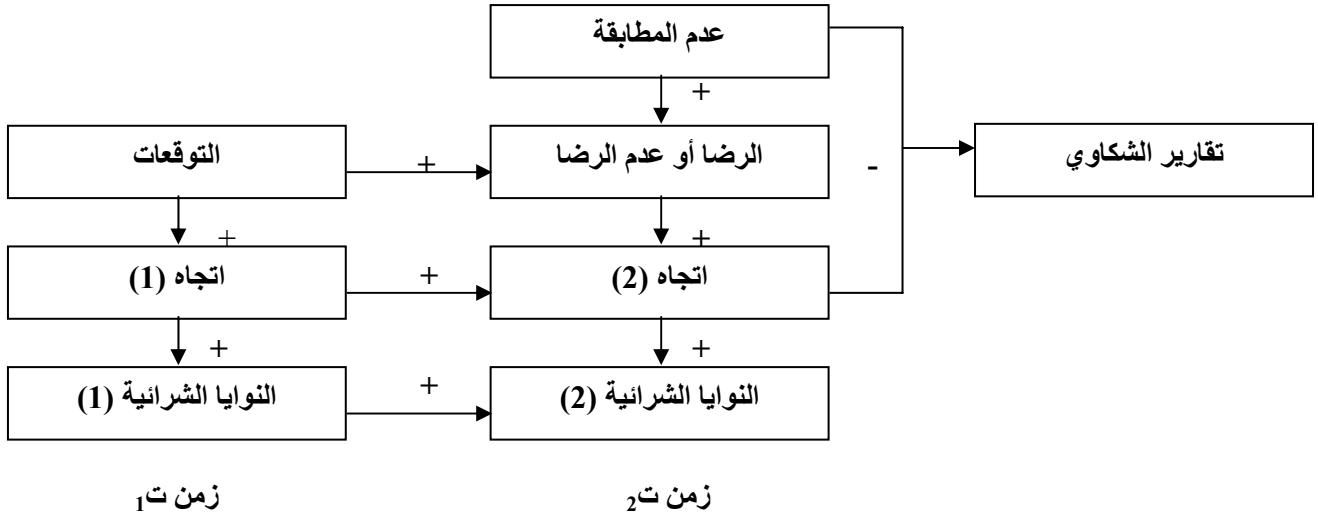 عدم المطابقة
+
التوقعات
+
الرضا أو عدم الرضا
-
تقارير الشكاوي
+
+
اتجاه (1)
+
اتجاه (2)
+
+
النوايا الشرائية (1)
+
النوايا الشرائية (2)
زمن ت1
زمن ت2